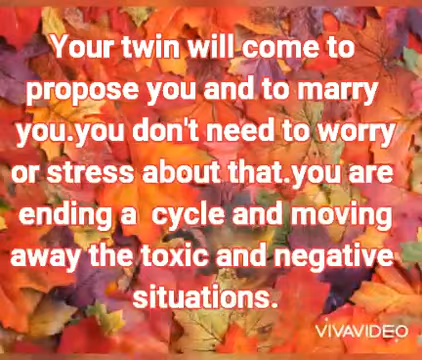 Your twin will come to
propose you and to marry
you.you don't need to worry
or stress about that.you are
ending a cycle and moving
away the toxic and negative
situations.
VIVAVIDEO